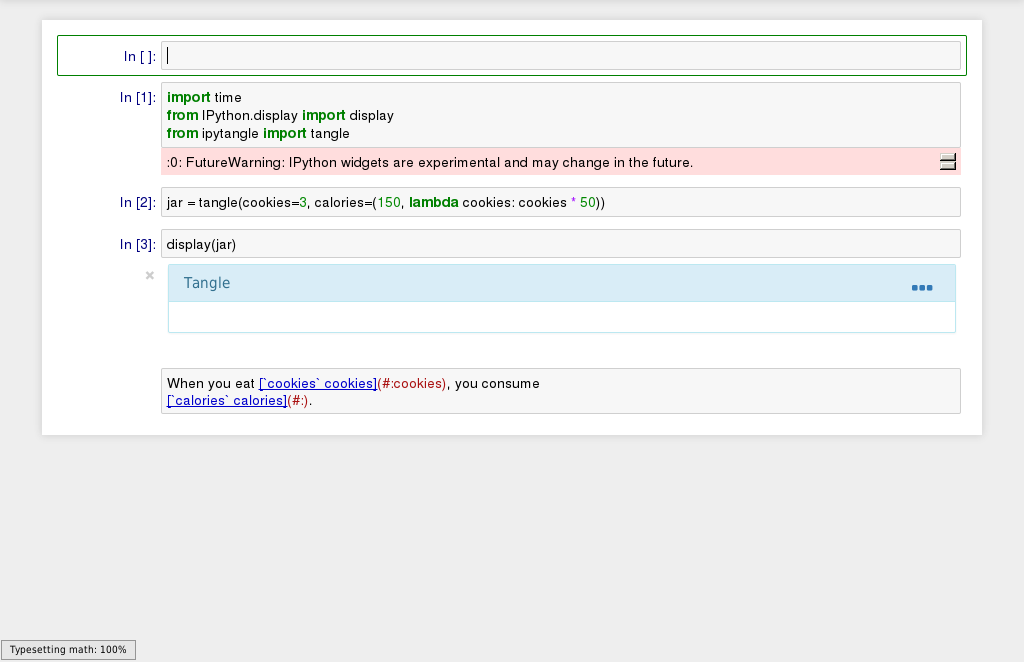 In [ ]:
In [1]: import time
from IPython.display import display
from ipytangle import tangle
:0: FutureWarning: IPython widgets are experimental and may change in the future.
In [2]: jar = tangle(cookies=3, calories=(150, lambda cookies: cookies * 50))
In [3]: display(jar)
Tangle
When you eat [`cookies` cookies](#:cookies), you consume
[`calories` calories](#:).
Typesetting math: 100%